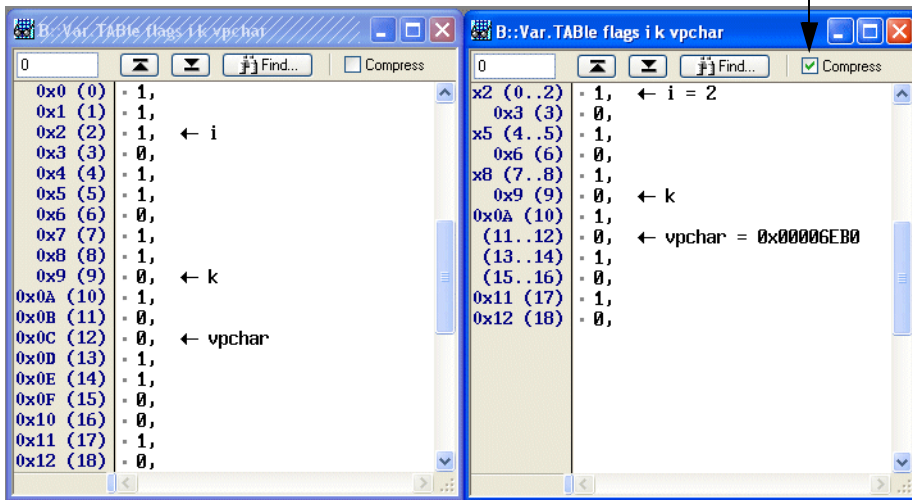 B::Var.TABle flags i k vpchar
0 Find... Compress
0x0 (0) 1,
0x1 (1) 1,
0x2 (2) 1, ← i
0x3 (3) 0,
0x4 (4) 1,
0x5 (5) 1,
0x6 (6) 0,
0x7 (7) 1,
0x8 (8) 1,
0x9 (9) 0, ← k
0x0A (10) 1,
0x0B (11) 0,
0x0C (12) 0, ← vpchar
0x0D (13) 1,
0x0E (14) 1,
0x0F (15) 0,
0x10 (16) 0,
0x11 (17) 1,
0x12 (18) 0,
B::Var.TABle flags i k vpchar
0 Find... Compress
x2 (0..2) 1, ← i = 2
0x3 (3) 0,
x5 (4..5) 1,
0x6 (6) 0,
x8 (7..8) 1,
0x9 (9) 0, ← k
0x0A (10) 1,
(11..12) 0, ← vpchar = 0x00006EB0
(13..14) 1,
(15..16) 0,
0x11 (17) 1,
0x12 (18) 0,